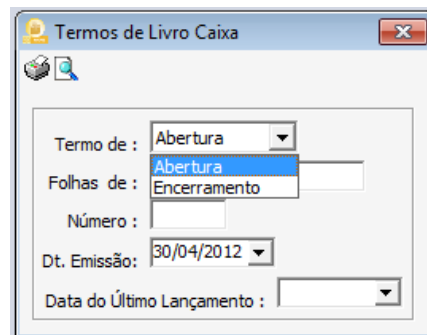 Termos de Livro Caixa
Termo de : Abertura
Abertura
Folhas de :
Encerramento
Número :
Dt. Emissão: 30/04/2012
Data do Último Lançamento :